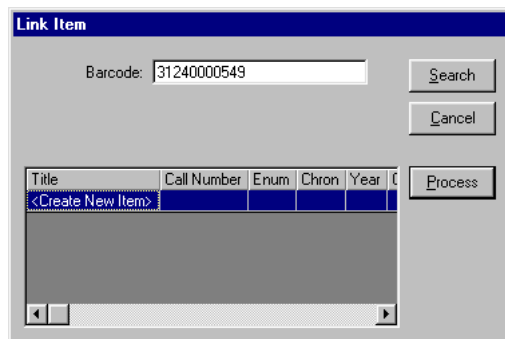 Link Item
Barcode: 31240000549
Search
Cancel
Process
Title Call Number Enum Chron Year
<Create New Item>